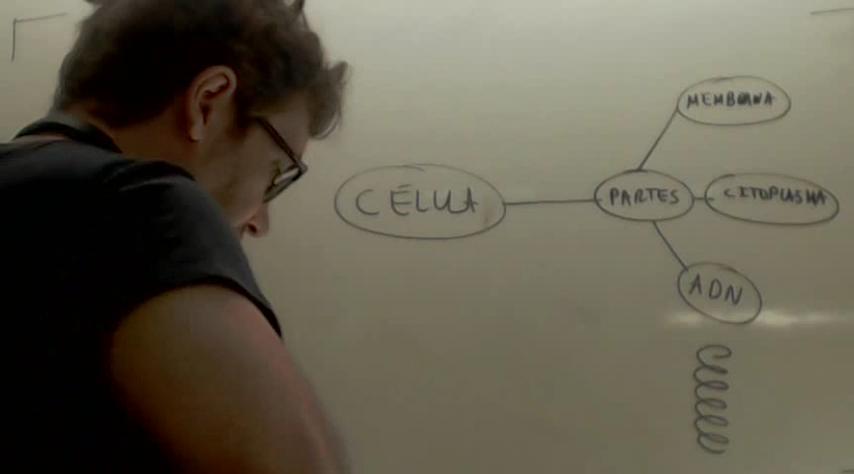 MEMBRANA
CÉLULA
PARTES
CITOPLASMA
ADN